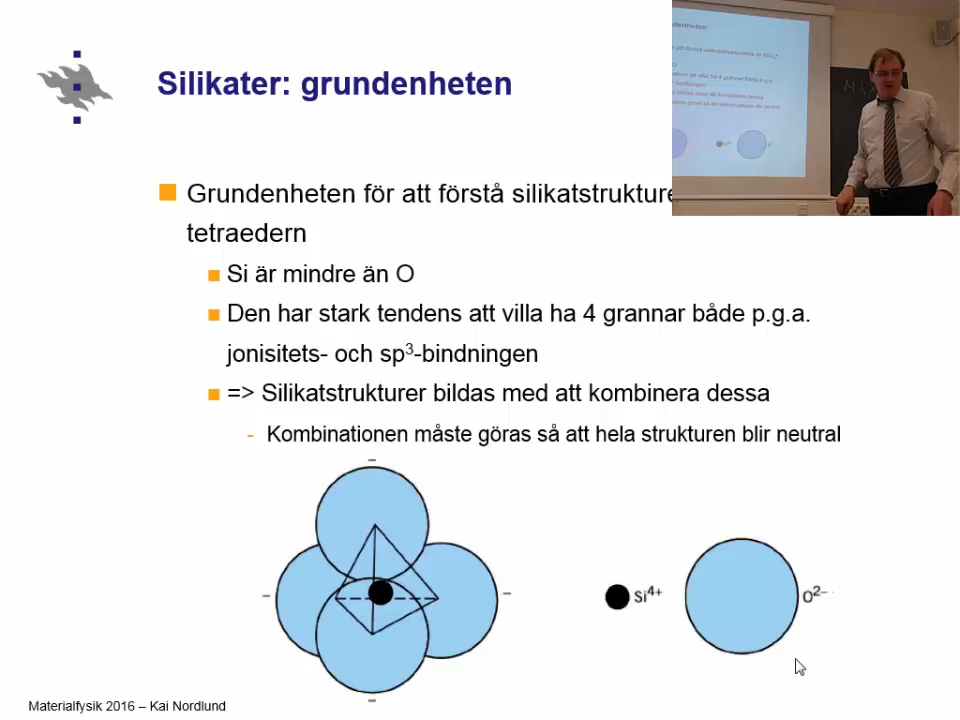 Silikater: grundenheten
Grundenheten för att förstå silikatstrukture
tetraedern
Si är mindre än O
Den har stark tendens att villa ha 4 grannar både p.g.a.
jonisitets- och sp³-bindningen
=> Silikatstrukturer bildas med att kombinera dessa
- Kombinationen måste göras så att hela strukturen blir neutral
–
–
–
–
Si⁴⁺
O²⁻
Materialfysik 2016 – Kai Nordlund